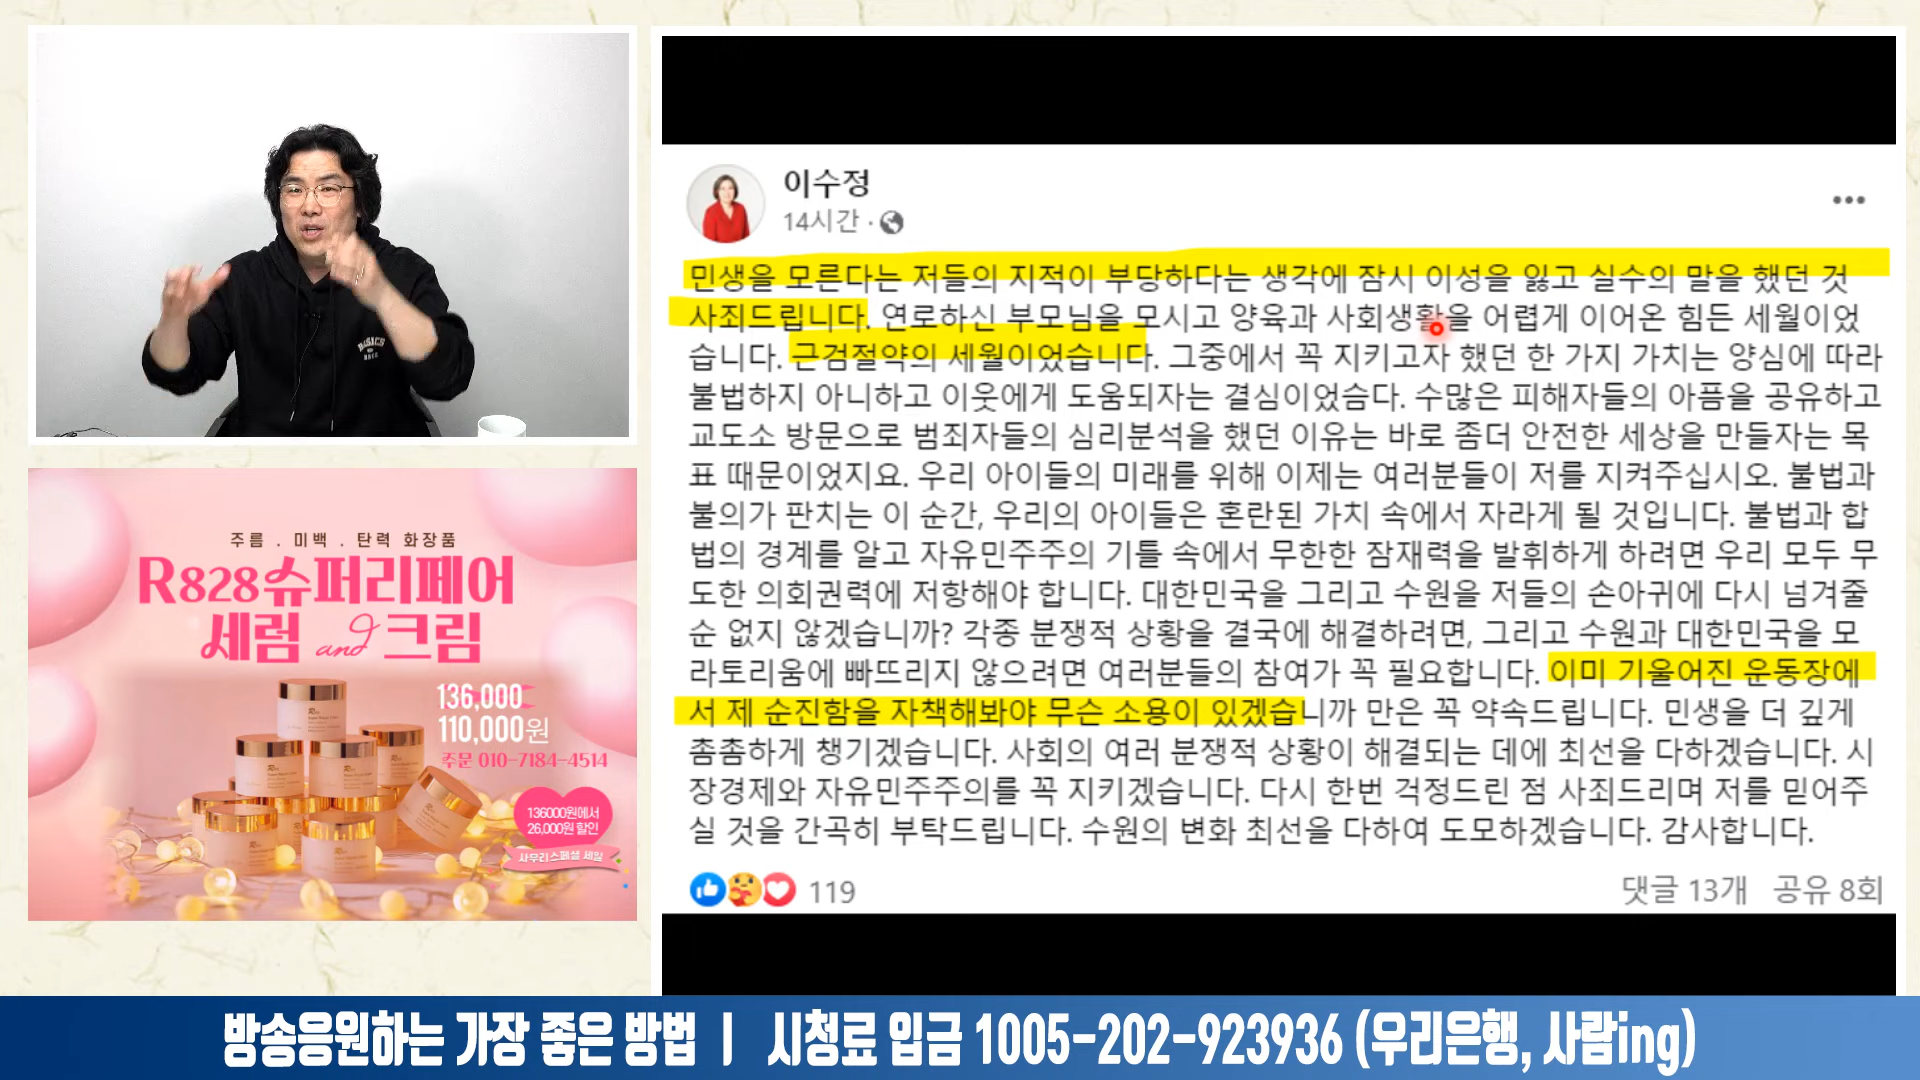 BASICS
주름 . 미백 . 탄력 화장품
R828슈퍼리페어
세럼 and 크림
136,000
110,000원
주문 010-7184-4514
136000원에서
26,000원 할인
사무리스페셜 세일
이수정
14시간 ·
민생을 모른다는 저들의 지적이 부당하다는 생각에 잠시 이성을 잃고 실수의 말을 했던 것
사죄드립니다. 연로하신 부모님을 모시고 양육과 사회생활을 어렵게 이어온 힘든 세월이었
습니다. 근검절약의 세월이었습니다. 그중에서 꼭 지키고자 했던 한 가지 가치는 양심에 따라
불법하지 아니하고 이웃에게 도움되자는 결심이었슴다. 수많은 피해자들의 아픔을 공유하고
교도소 방문으로 범죄자들의 심리분석을 했던 이유는 바로 좀더 안전한 세상을 만들자는 목
표 때문이었지요. 우리 아이들의 미래를 위해 이제는 여러분들이 저를 지켜주십시오. 불법과
불의가 판치는 이 순간, 우리의 아이들은 혼란된 가치 속에서 자라게 될 것입니다. 불법과 합
법의 경계를 알고 자유민주주의 기틀 속에서 무한한 잠재력을 발휘하게 하려면 우리 모두 무
도한 의회권력에 저항해야 합니다. 대한민국을 그리고 수원을 저들의 손아귀에 다시 넘겨줄
순 없지 않겠습니까? 각종 분쟁적 상황을 결국에 해결하려면, 그리고 수원과 대한민국을 모
라토리움에 빠뜨리지 않으려면 여러분들의 참여가 꼭 필요합니다. 이미 기울어진 운동장에
서 제 순진함을 자책해봐야 무슨 소용이 있겠습니까 만은 꼭 약속드립니다. 민생을 더 깊게
촘촘하게 챙기겠습니다. 사회의 여러 분쟁적 상황이 해결되는 데에 최선을 다하겠습니다. 시
장경제와 자유민주주의를 꼭 지키겠습니다. 다시 한번 걱정드린 점 사죄드리며 저를 믿어주
실 것을 간곡히 부탁드립니다. 수원의 변화 최선을 다하여 도모하겠습니다. 감사합니다.
119
댓글 13개 공유 8회
방송응원하는 가장 좋은 방법 ㅣ 시청료 입금 1005-202-923936 (우리은행, 사람ing)